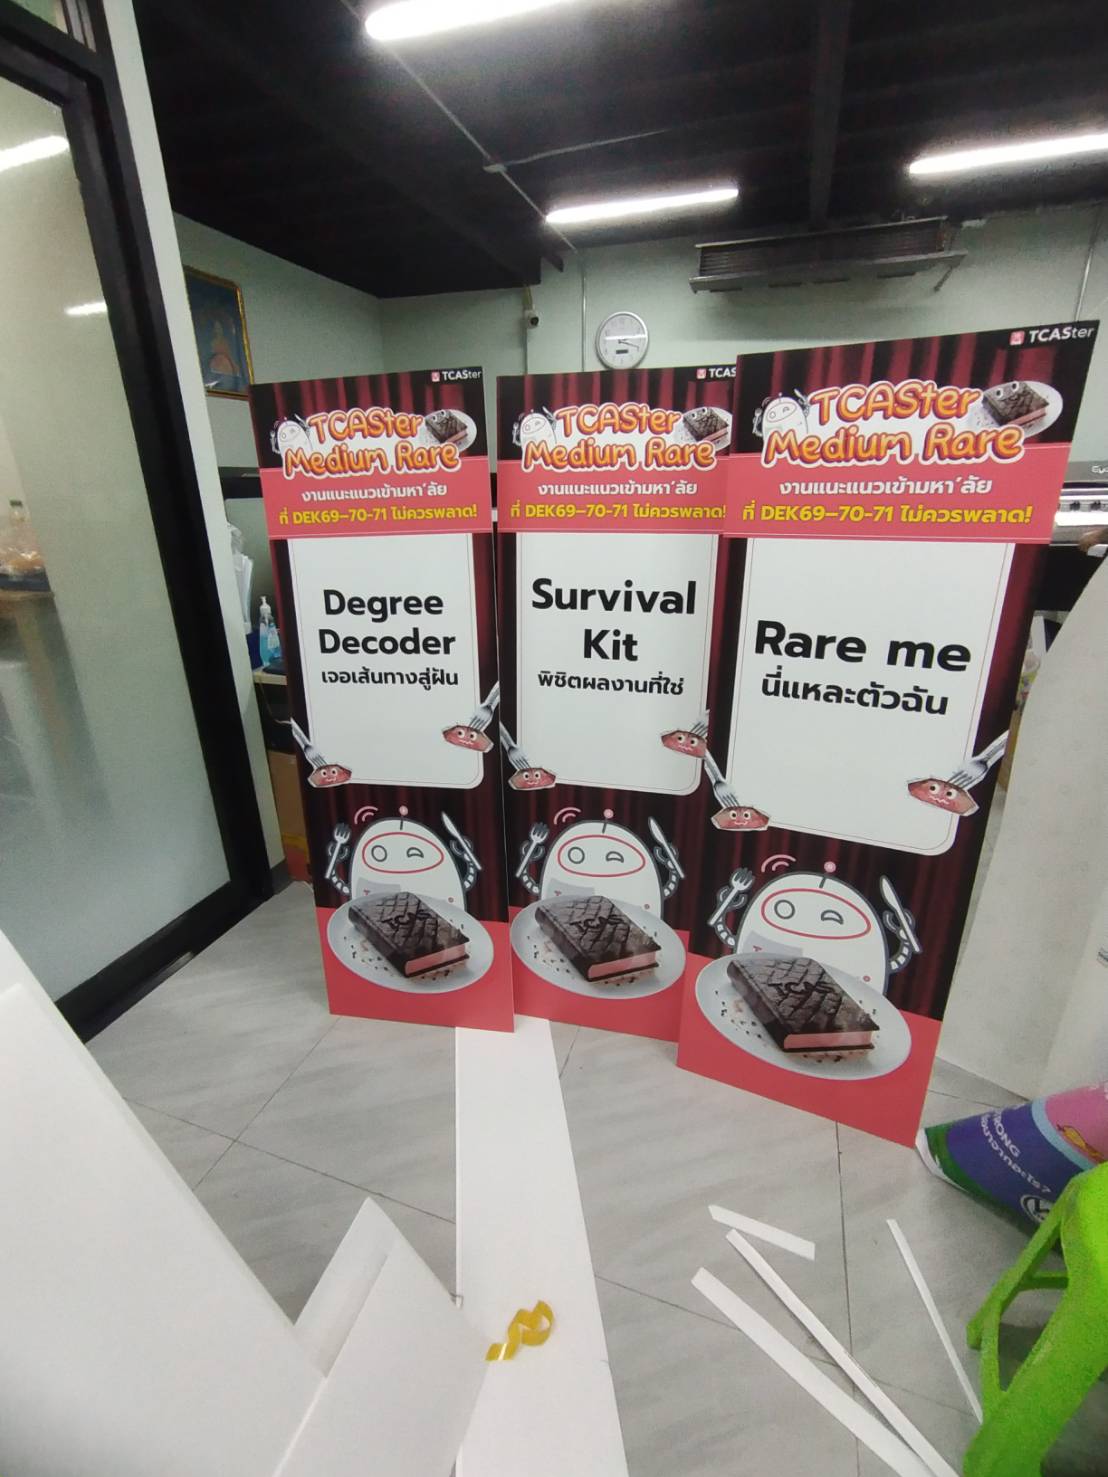 TCASter
TCASter
Medium Rare
งานแนะแนวเข้ามหา'ลัย
ที่ DEK69–70-71 ไม่ควรพลาด!
Degree
Decoder
เจอเส้นทางสู่ฝัน
TCAS
TCASter
TCASter
Medium Rare
งานแนะแนวเข้ามหา'ลัย
ที่ DEK69–70-71 ไม่ควรพลาด!
Survival
Kit
พิชิตผลงานที่ใช่
TCAS
TCASter
TCASter
Medium Rare
งานแนะแนวเข้ามหา'ลัย
ที่ DEK69–70-71 ไม่ควรพลาด!
Rare me
นี่แหละตัวฉัน
TCAS